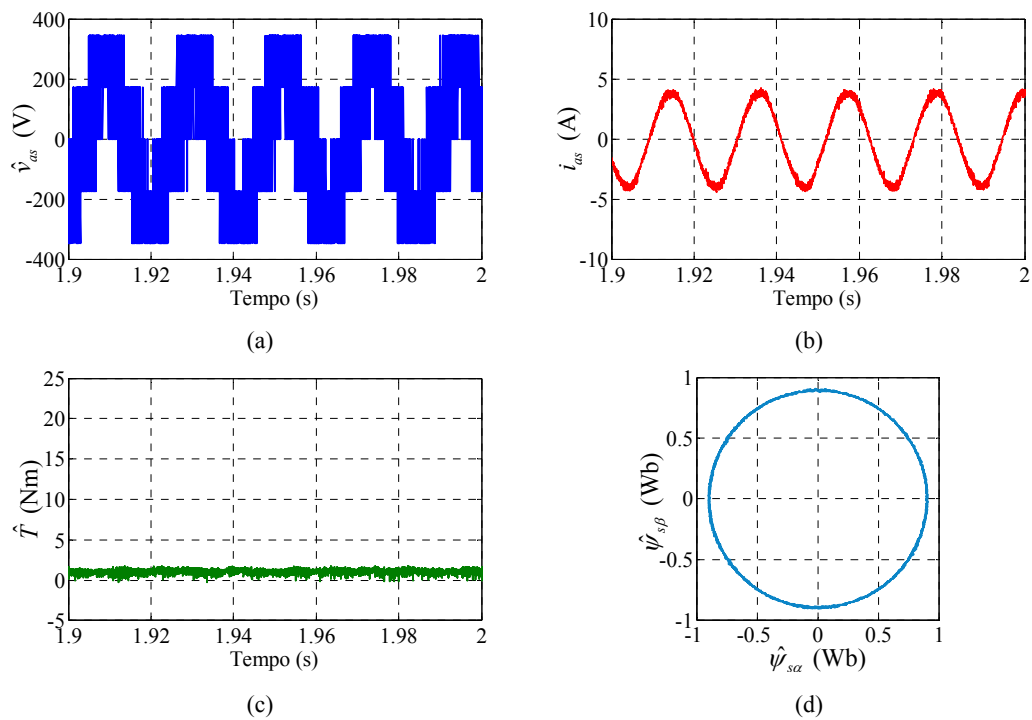 400
200
0
-200
-400
v̂as (V)
1.9 1.92 1.94 1.96 1.98 2
Tempo (s)
(a)
10
5
0
-5
-10
ias (A)
1.9 1.92 1.94 1.96 1.98 2
Tempo (s)
(b)
25
20
15
10
5
0
-5
T̂ (Nm)
1.9 1.92 1.94 1.96 1.98 2
Tempo (s)
(c)
1
0.5
0
-0.5
-1
ψ̂sβ (Wb)
-1 -0.5 0 0.5 1
ψ̂sα (Wb)
(d)